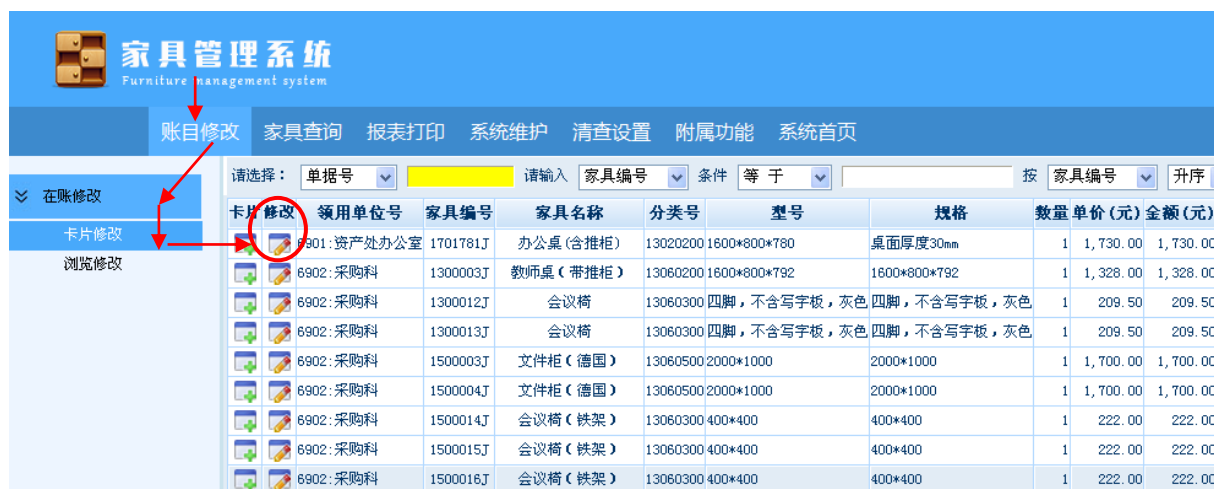 家具管理系统
Furniture management system
账目修改 家具查询 报表打印 系统维护 清查设置 附属功能 系统首页
请选择： 单据号 请输入 家具编号 条件 等 于 按 家具编号 升序
在账修改
卡片修改
浏览修改
卡片 修改 领用单位号 家具编号 家具名称 分类号 型号 规格 数量 单价(元) 金额(元)
6901:资产处办公室 1701781J 办公桌(含推柜) 13020200 1600*800*780 桌面厚度30mm 1 1,730.00 1,730.00
6902:采购科 1300003J 教师桌(带推柜) 13060200 1600*800*792 1600*800*792 1 1,328.00 1,328.00
6902:采购科 1300012J 会议椅 13060300 四脚，不含写字板，灰色 四脚，不含写字板，灰色 1 209.50 209.50
6902:采购科 1300013J 会议椅 13060300 四脚，不含写字板，灰色 四脚，不含写字板，灰色 1 209.50 209.50
6902:采购科 1500003J 文件柜(德国) 13060500 2000*1000 2000*1000 1 1,700.00 1,700.00
6902:采购科 1500004J 文件柜(德国) 13060500 2000*1000 2000*1000 1 1,700.00 1,700.00
6902:采购科 1500014J 会议椅(铁架) 13060300 400*400 400*400 1 222.00 222.00
6902:采购科 1500015J 会议椅(铁架) 13060300 400*400 400*400 1 222.00 222.00
6902:采购科 1500016J 会议椅(铁架) 13060300 400*400 400*400 1 222.00 222.00